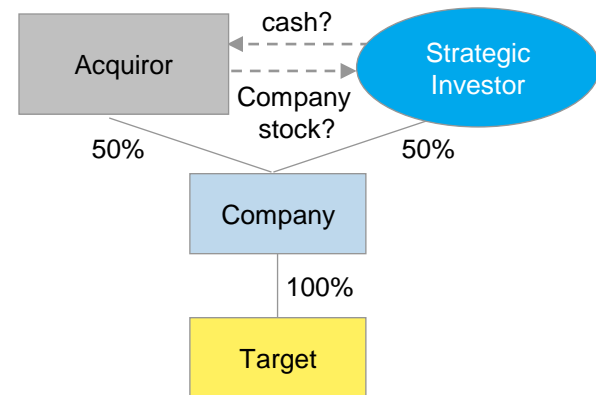 cash?
Acquiror
Strategic
Investor
Company
stock?
50%
50%
Company
100%
Target